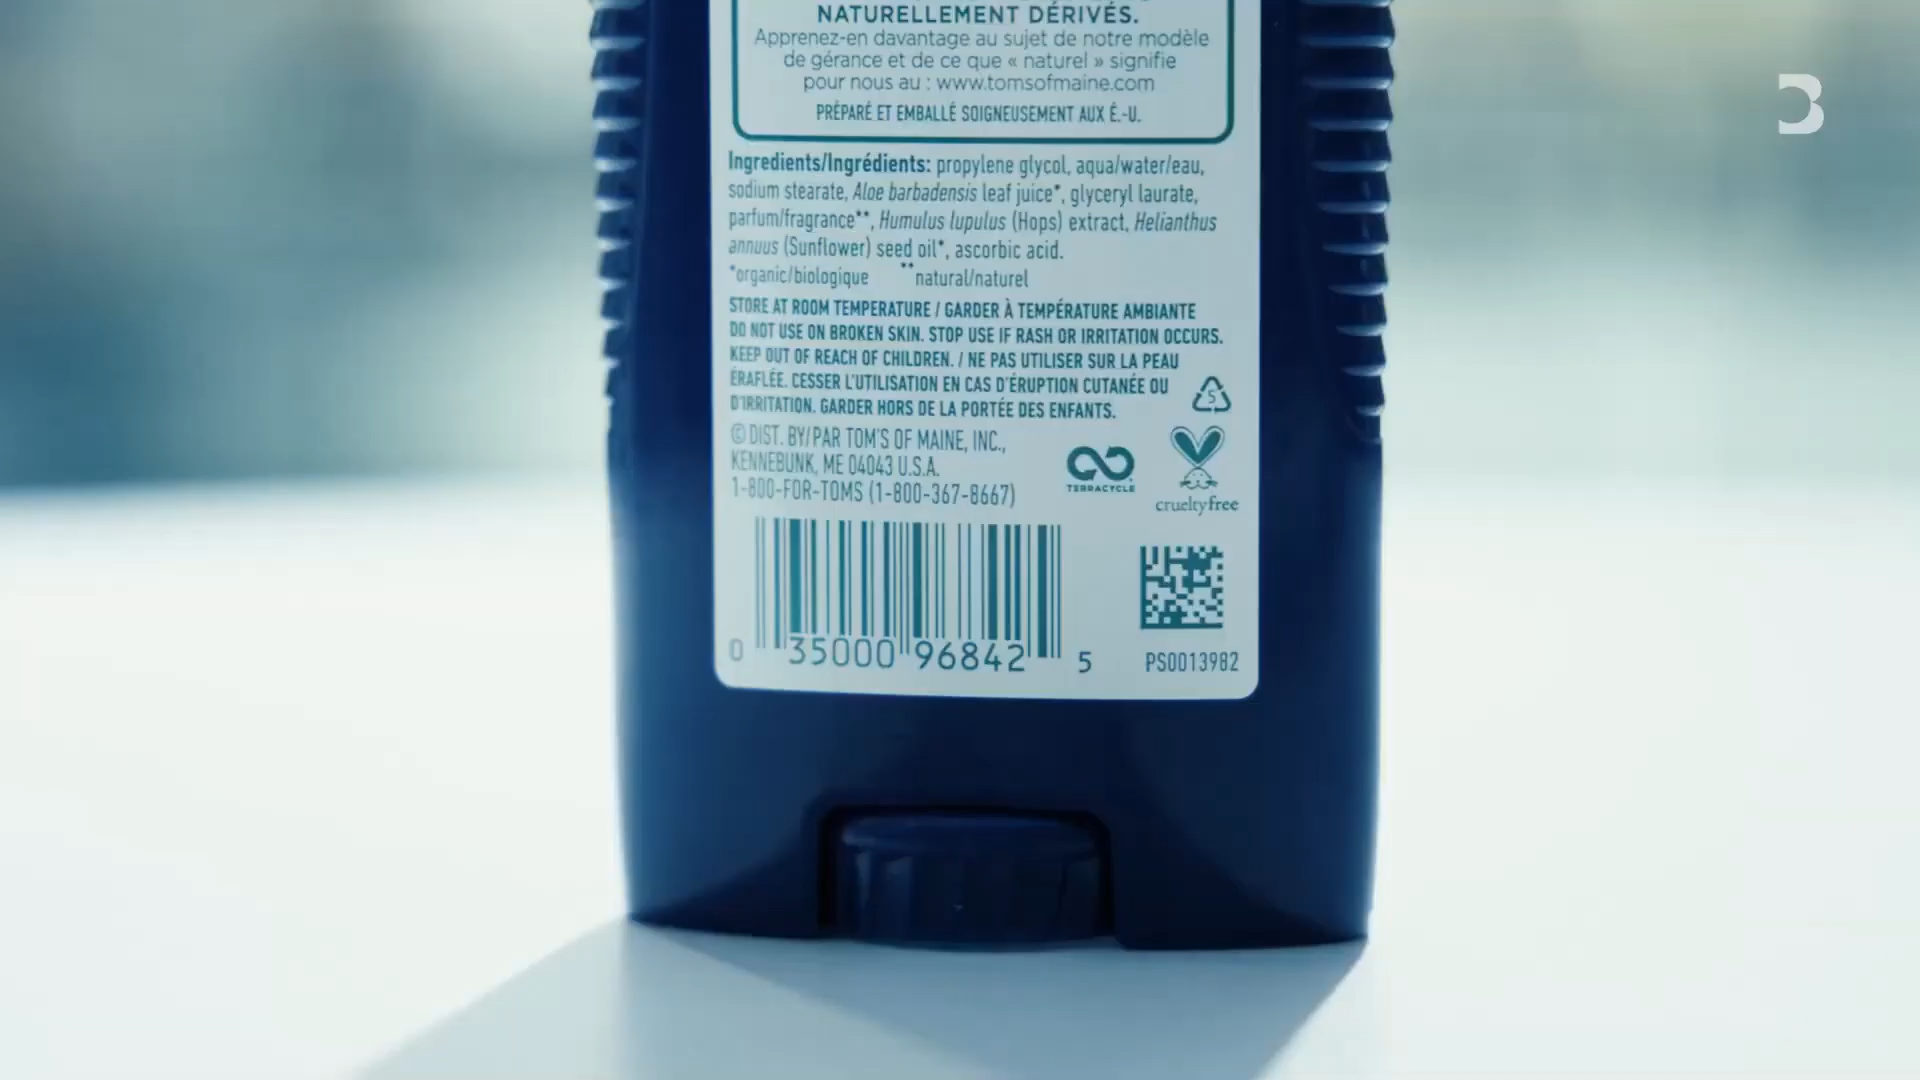 NATURELLEMENT DÉRIVÉS.
Apprenez-en davantage au sujet de notre modèle
de gérance et de ce que « naturel » signifie
pour nous au : www.tomsofmaine.com
PRÉPARÉ ET EMBALLÉ SOIGNEUSEMENT AUX É.-U.
Ingredients/Ingrédients: propylene glycol, aqua/water/eau,
sodium stearate, Aloe barbadensis leaf juice*, glyceryl laurate,
parfum/fragrance**, Humulus lupulus (Hops) extract, Helianthus
annuus (Sunflower) seed oil*, ascorbic acid.
*organic/biologique **natural/naturel
STORE AT ROOM TEMPERATURE / GARDER À TEMPÉRATURE AMBIANTE
DO NOT USE ON BROKEN SKIN. STOP USE IF RASH OR IRRITATION OCCURS.
KEEP OUT OF REACH OF CHILDREN. / NE PAS UTILISER SUR LA PEAU
ÉRAFLÉE. CESSER L'UTILISATION EN CAS D'ÉRUPTION CUTANÉE OU
D'IRRITATION. GARDER HORS DE LA PORTÉE DES ENFANTS.
5
© DIST. BY/PAR TOM'S OF MAINE, INC.,
KENNEBUNK, ME 04043 U.S.A.
1-800-FOR-TOMS (1-800-367-8667)
TERRACYCLE
crueltyfree
0 35000 96842 5
PS0013982